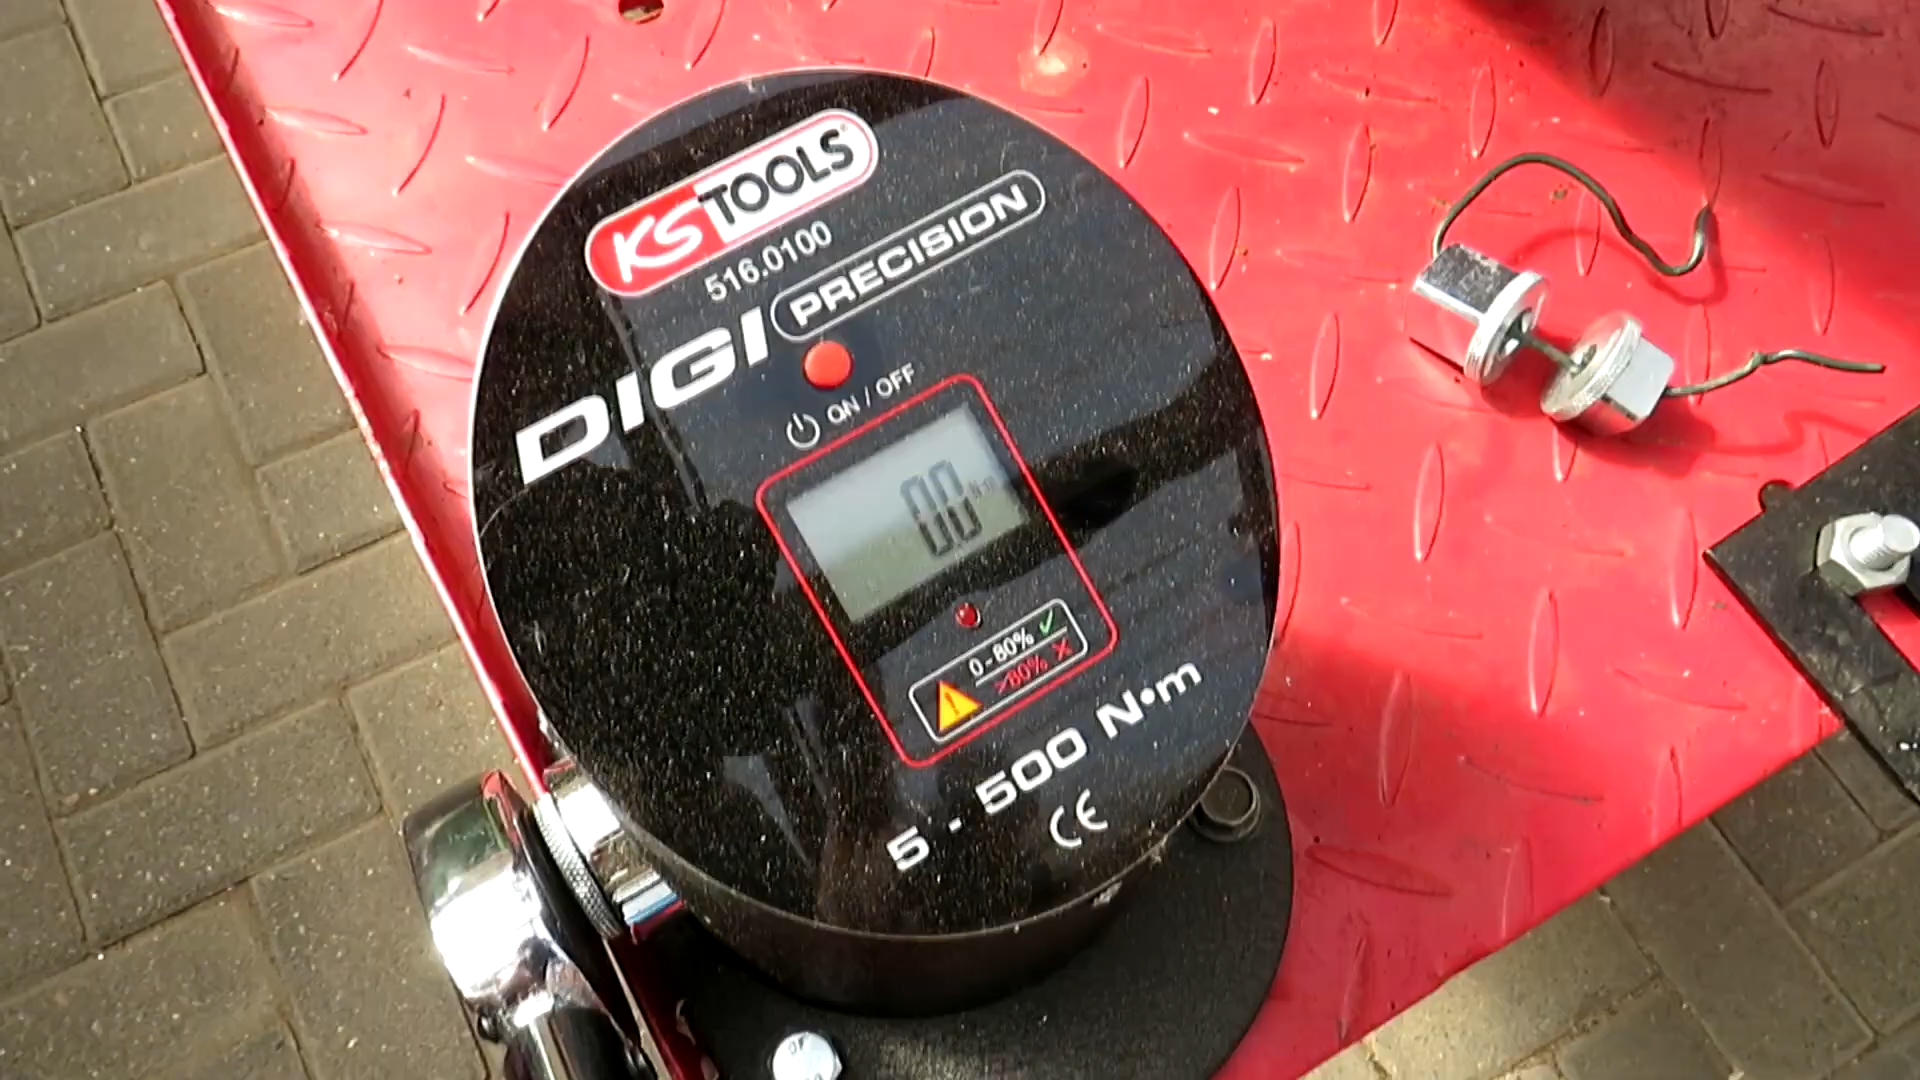 KS TOOLS
516.0100
DIGI PRECISION
ON / OFF
0.0 N·m
0-80% ✓
>80% ✗
5 - 500 N·m
CE